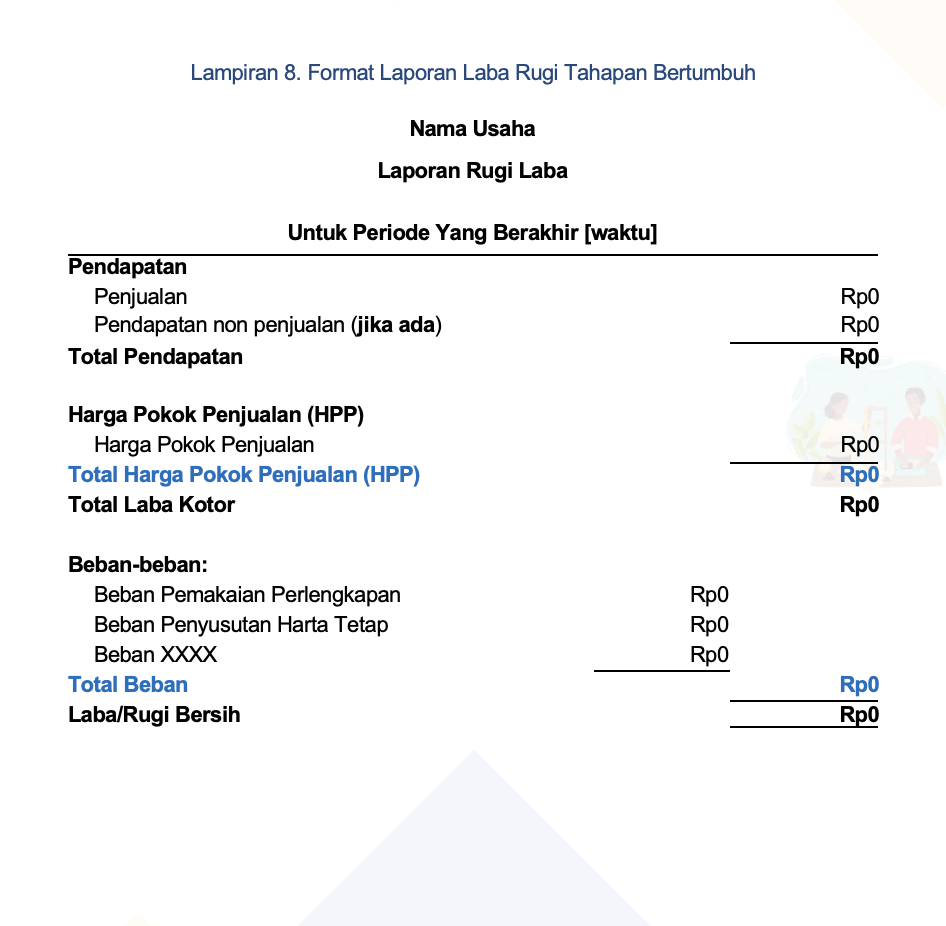 Lampiran 8. Format Laporan Laba Rugi Tahapan Bertumbuh
Nama Usaha
Laporan Rugi Laba
Untuk Periode Yang Berakhir [waktu]
Pendapatan
Penjualan Rp0
Pendapatan non penjualan (jika ada) Rp0
Total Pendapatan Rp0
Harga Pokok Penjualan (HPP)
Harga Pokok Penjualan Rp0
Total Harga Pokok Penjualan (HPP) Rp0
Total Laba Kotor Rp0
Beban-beban:
Beban Pemakaian Perlengkapan Rp0
Beban Penyusutan Harta Tetap Rp0
Beban XXXX Rp0
Total Beban Rp0
Laba/Rugi Bersih Rp0